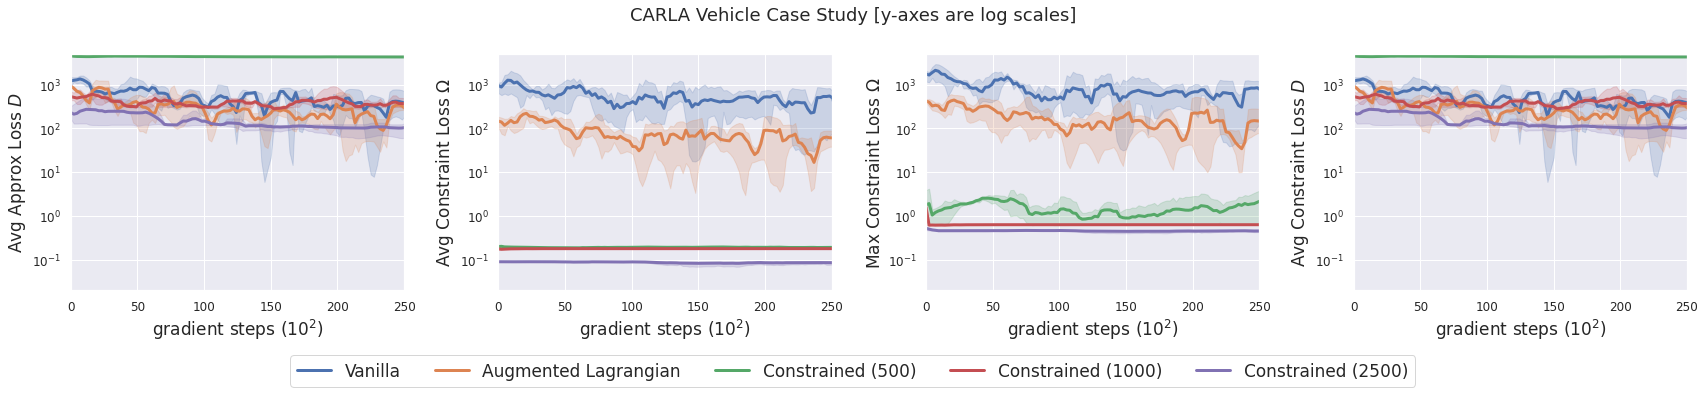 CARLA Vehicle Case Study [y-axes are log scales]
Avg Approx Loss D
10³
10²
10¹
10⁰
10⁻¹
0 50 100 150 200 250
gradient steps (10²)
Avg Constraint Loss Ω
10³
10²
10¹
10⁰
10⁻¹
0 50 100 150 200 250
gradient steps (10²)
Max Constraint Loss Ω
10³
10²
10¹
10⁰
10⁻¹
0 50 100 150 200 250
gradient steps (10²)
Avg Constraint Loss D
10³
10²
10¹
10⁰
10⁻¹
0 50 100 150 200 250
gradient steps (10²)
Vanilla Augmented Lagrangian Constrained (500) Constrained (1000) Constrained (2500)